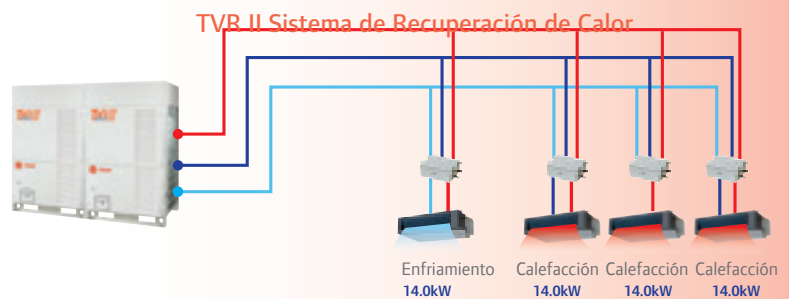 TVR II Sistema de Recuperación de Calor
Enfriamiento Calefacción Calefacción Calefacción
14.0kW 14.0kW 14.0kW 14.0kW